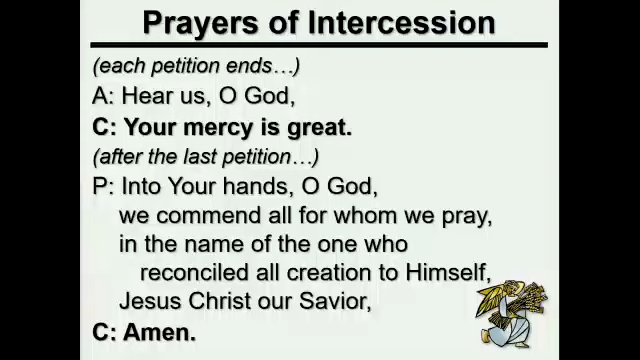 Prayers of Intercession
(each petition ends…)
A: Hear us, O God,
C: Your mercy is great.
(after the last petition…)
P: Into Your hands, O God,
we commend all for whom we pray,
in the name of the one who
reconciled all creation to Himself,
Jesus Christ our Savior,
C: Amen.